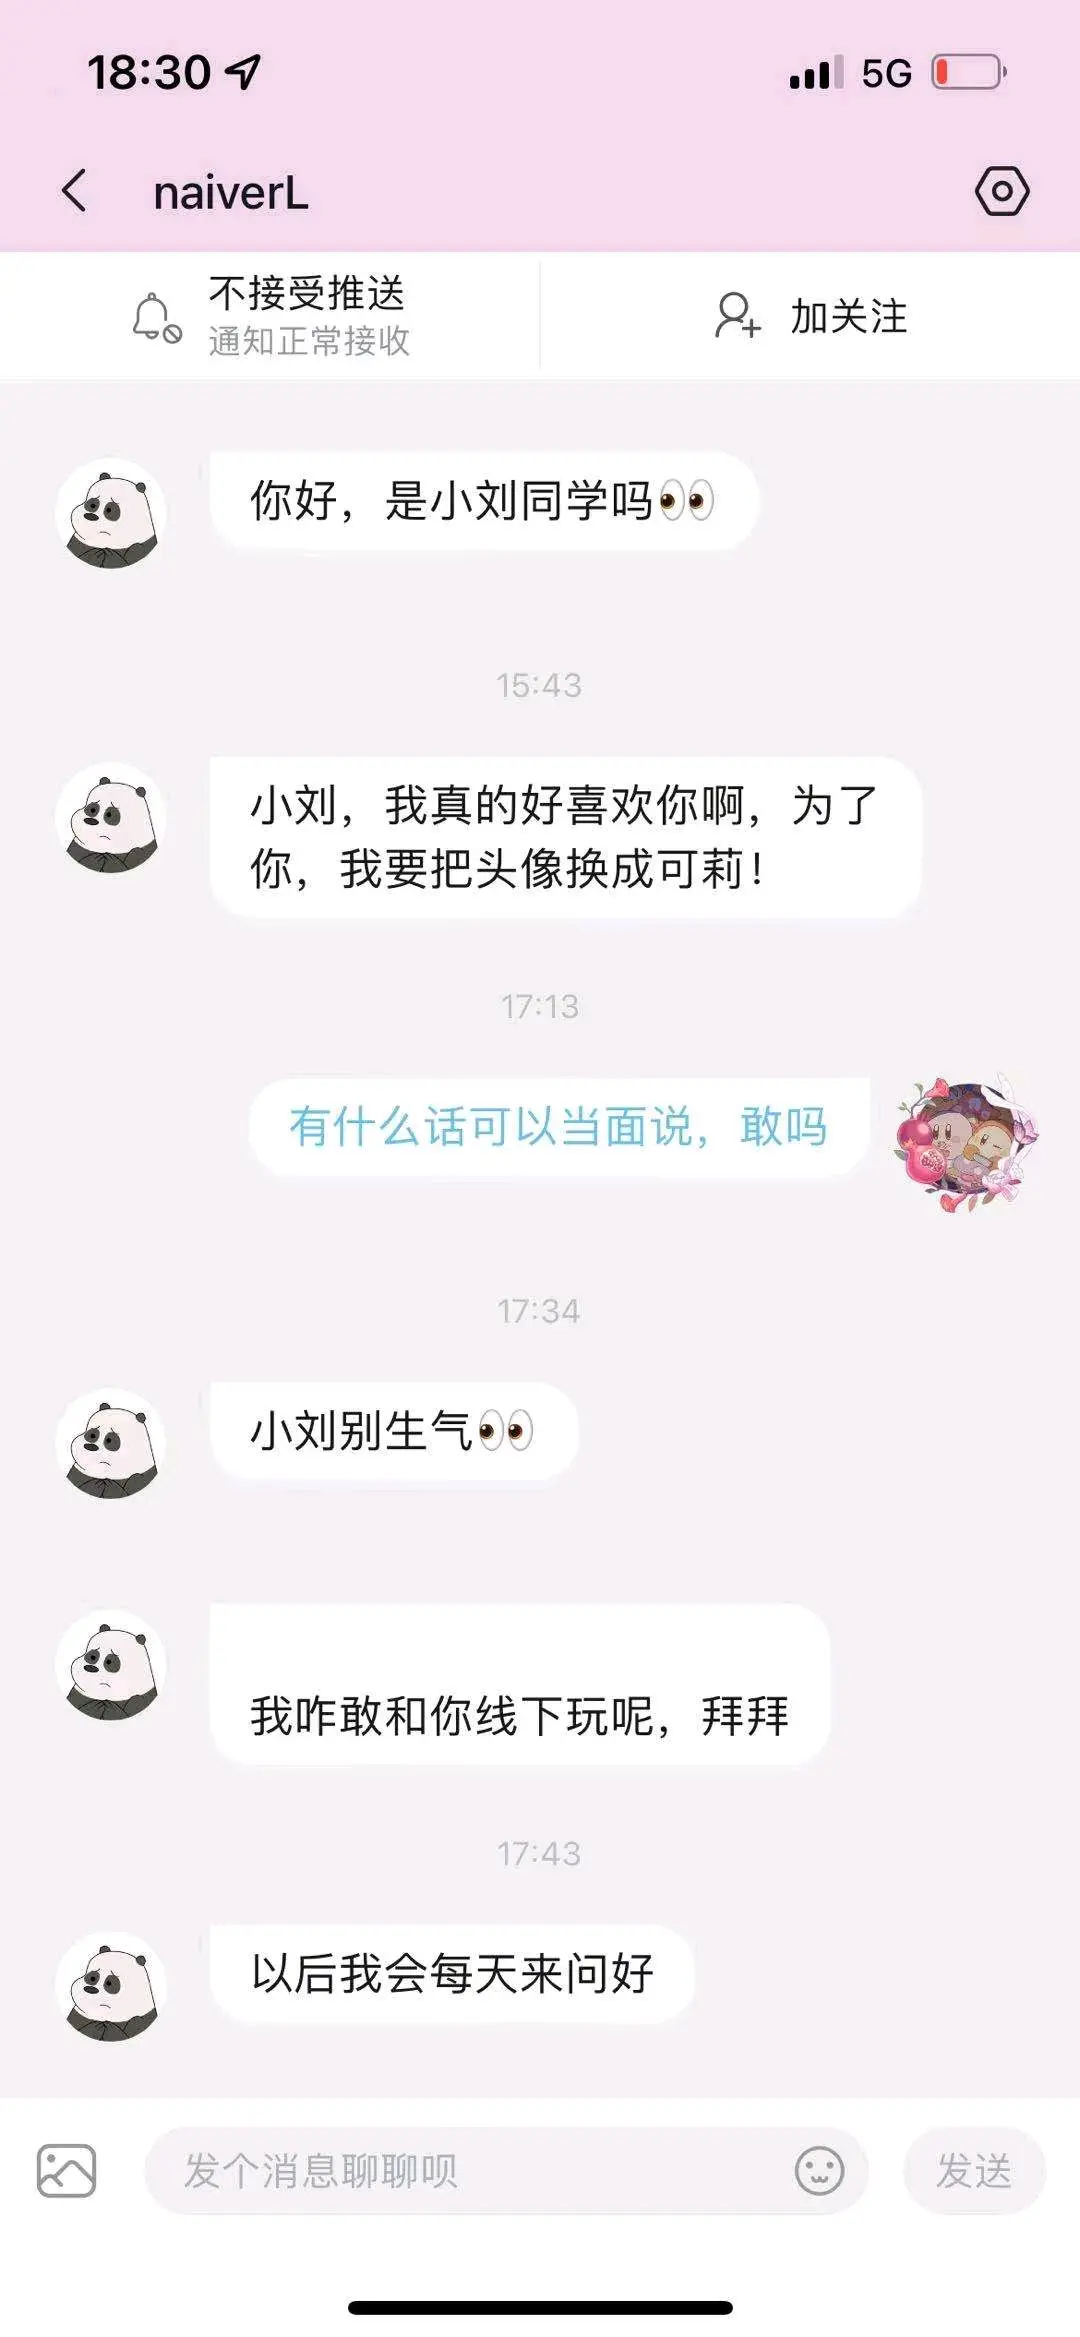 18:30
5G
naiverL
不接受推送
通知正常接收
加关注
你好，是小刘同学吗👀
15:43
小刘，我真的好喜欢你啊，为了
你，我要把头像换成可莉！
17:13
有什么话可以当面说，敢吗
17:34
小刘别生气👀
我咋敢和你线下玩呢，拜拜
17:43
以后我会每天来问好
发个消息聊聊呗
发送